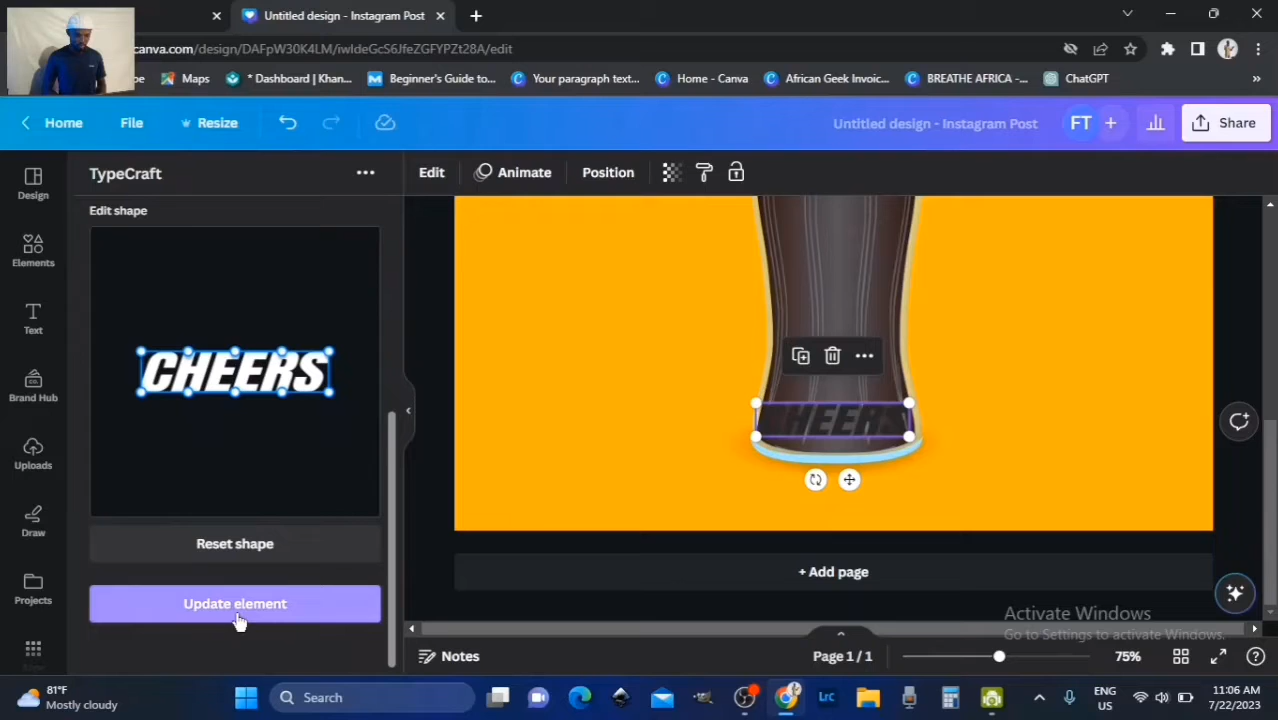 Untitled design - Instagram Post
canva.com/design/DAFpW30K4LM/iwIdeGcS6JfeZGFYPZt28A/edit
Maps
* Dashboard | Khan...
Beginner's Guide to...
Your paragraph text...
Home - Canva
African Geek Invoic...
BREATHE AFRICA –...
ChatGPT
»
Home
File
Resize
Untitled design - Instagram Post
FT
+
Share
Design
Elements
Text
Brand Hub
Uploads
Draw
Projects
TypeCraft
Edit shape
CHEERS
Reset shape
Update element
Edit
Animate
Position
HEERS
+ Add page
Activate Windows
Go to Settings to activate Windows.
Notes
Page 1 / 1
75%
81°F
Mostly cloudy
Search
Lrc
ENG
US
11:06 AM
7/22/2023